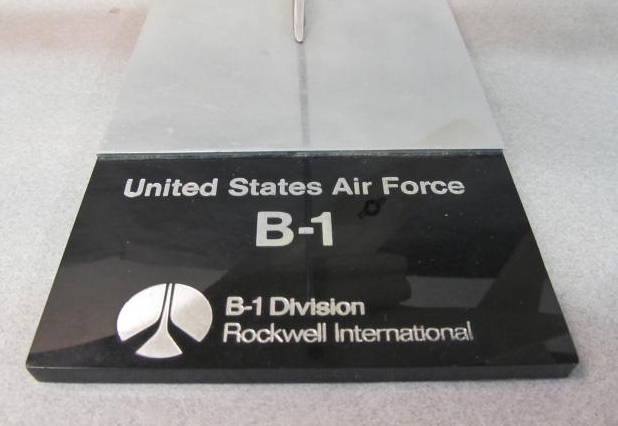 United States Air Force
B-1
B-1 Division
Rockwell International